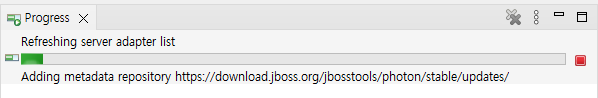 Progress
Refreshing server adapter list
Adding metadata repository https://download.jboss.org/jbosstools/photon/stable/updates/